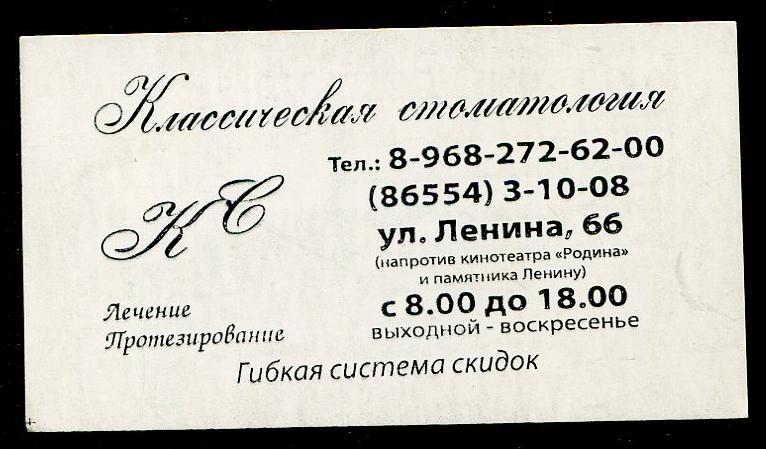 Классическая стоматология
Тел.: 8-968-272-62-00
(86554) 3-10-08
КС
ул. Ленина, 66
(напротив кинотеатра «Родина»
и памятника Ленину)
с 8.00 до 18.00
выходной - воскресенье
Лечение
Протезирование
Гибкая система скидок